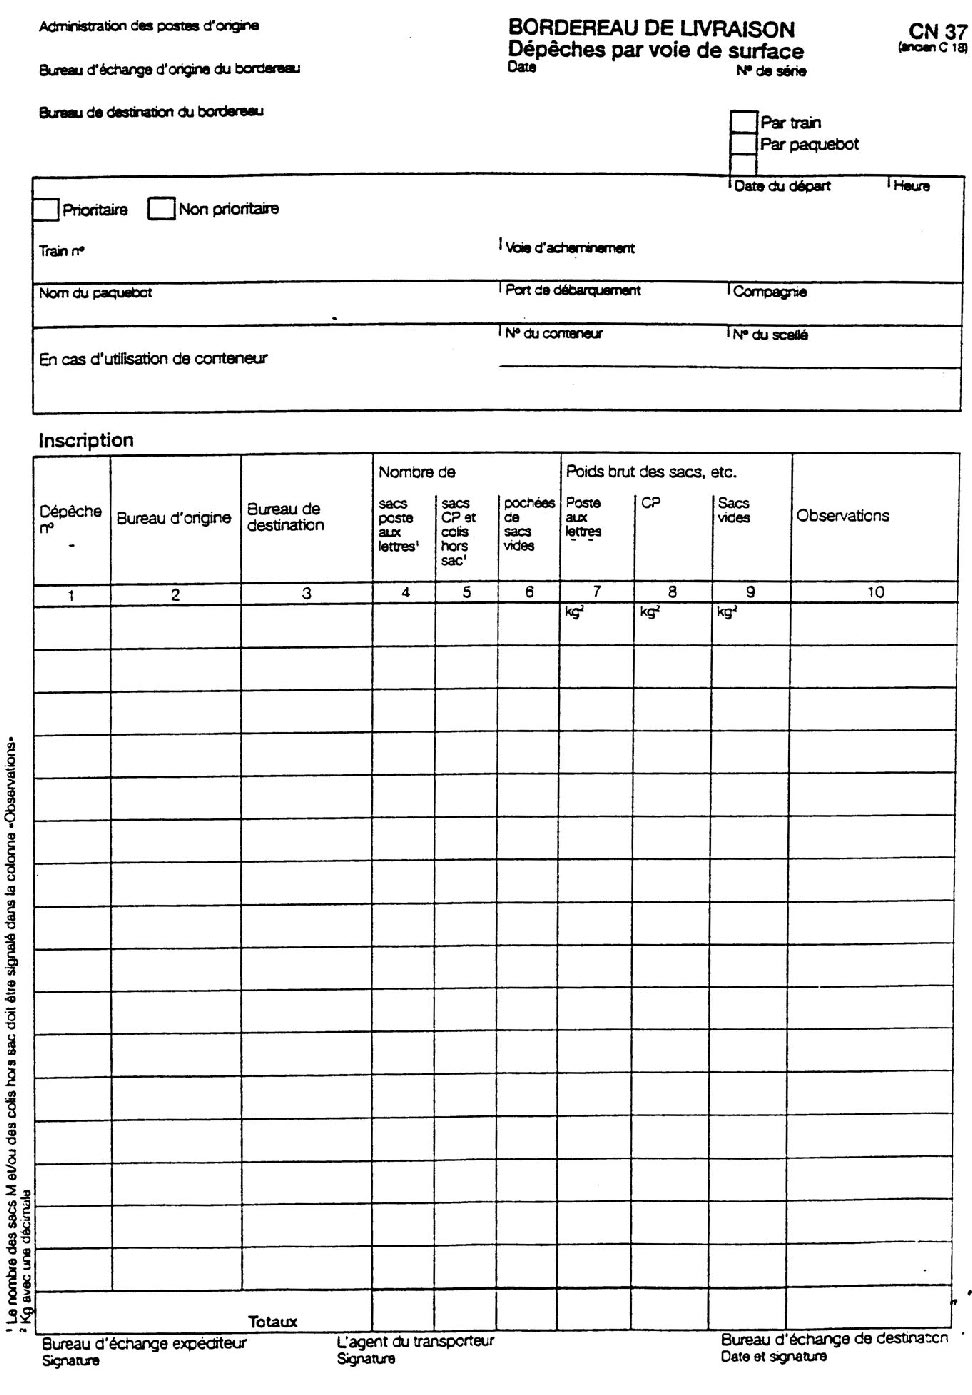 Administration des postes d'origine
BORDEREAU DE LIVRAISON
CN 37
Dépêches par voie de surface
(ancien C 18)
Bureau d'échange d'origine du bordereau
Date
N° de série
Bureau de destination du bordereau
Par train
Par paquebot
Date du départ
Heure
Prioritaire
Non prioritaire
Train n°
Voie d'acheminement
Nom du paquebot
Port de débarquement
Compagnie
N° du conteneur
N° du scellé
En cas d'utilisation de conteneur
Inscription
Dépêche
n°
Bureau d'origine
Bureau de
destination
Nombre de
sacs
poste
aux
lettres¹
sacs
CP et
colis
hors
sac¹
pochées
de
sacs
vides
Poids brut des sacs, etc.
Poste
aux
lettres
CP
Sacs
vides
Observations
1 2 3 4 5 6 7 8 9 10
kg² kg² kg²
Totaux
Bureau d'échange expéditeur
Signature
L'agent du transporteur
Signature
Bureau d'échange de destination
Date et signature
¹ Le nombre des sacs M et/ou des colis hors sac doit être signalé dans la colonne «Observations»
² Kg avec une décimale